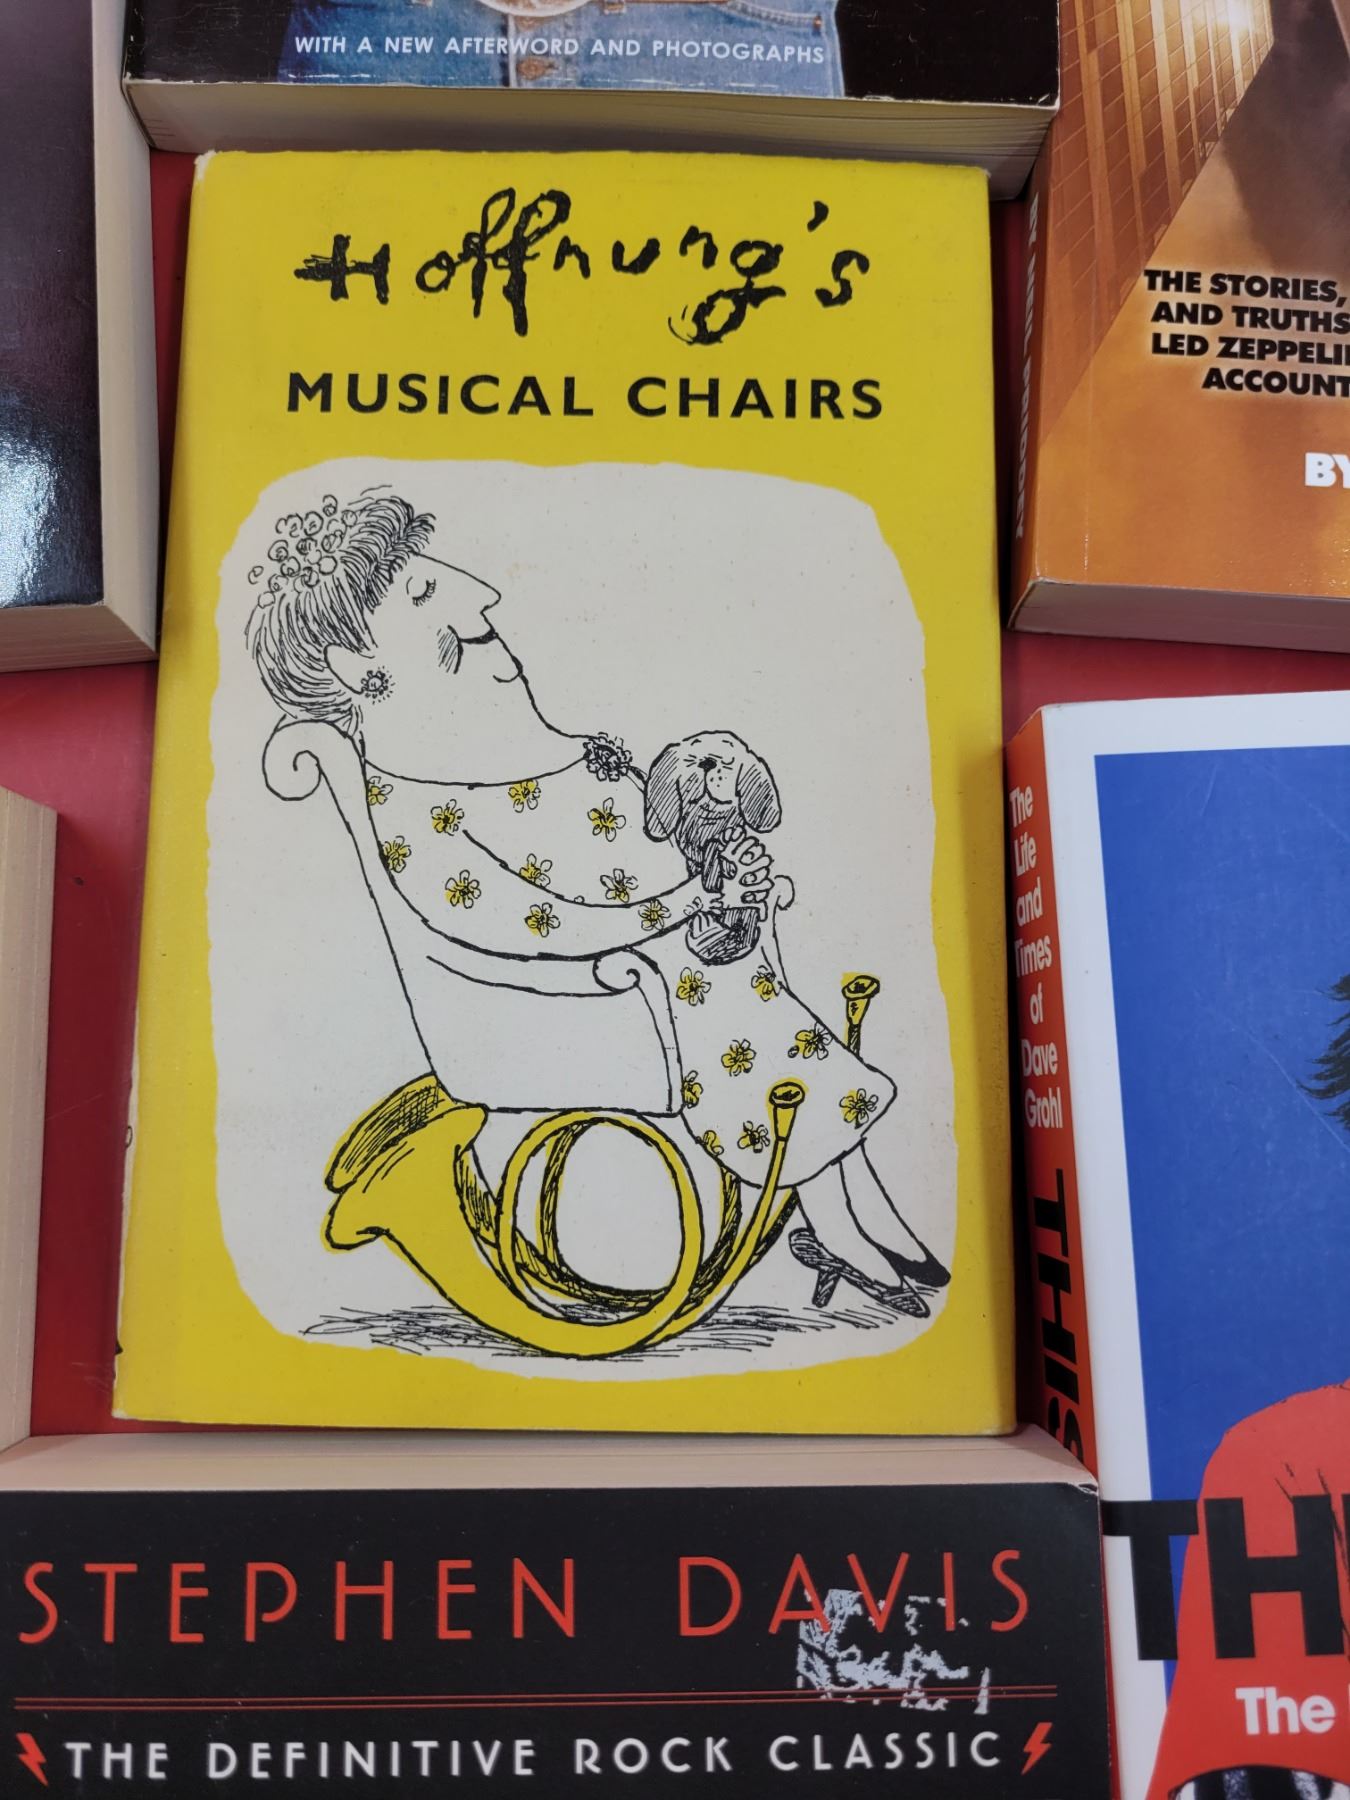 WITH A NEW AFTERWORD AND PHOTOGRAPHS
Hoffnung's
MUSICAL CHAIRS
THE STORIES,
AND TRUTHS
LED ZEPPELI
ACCOUNT
BY
The Life and Times of Dave Grohl
THIS
TH
The
STEPHEN DAVIS
THE DEFINITIVE ROCK CLASSIC